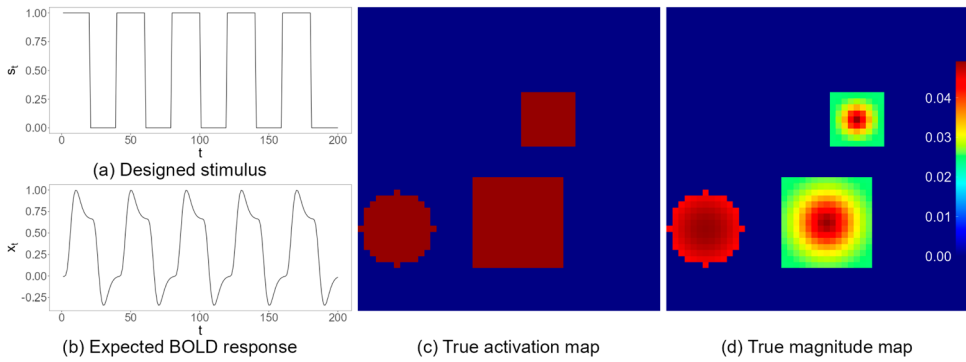 1.00
0.75
0.50
0.25
0.00
s_t
0 50 100 150 200
t
(a) Designed stimulus
1.00
0.75
0.50
0.25
0.00
-0.25
x_t
0 50 100 150 200
t
(b) Expected BOLD response
(c) True activation map
0.04
0.03
0.02
0.01
0.00
(d) True magnitude map